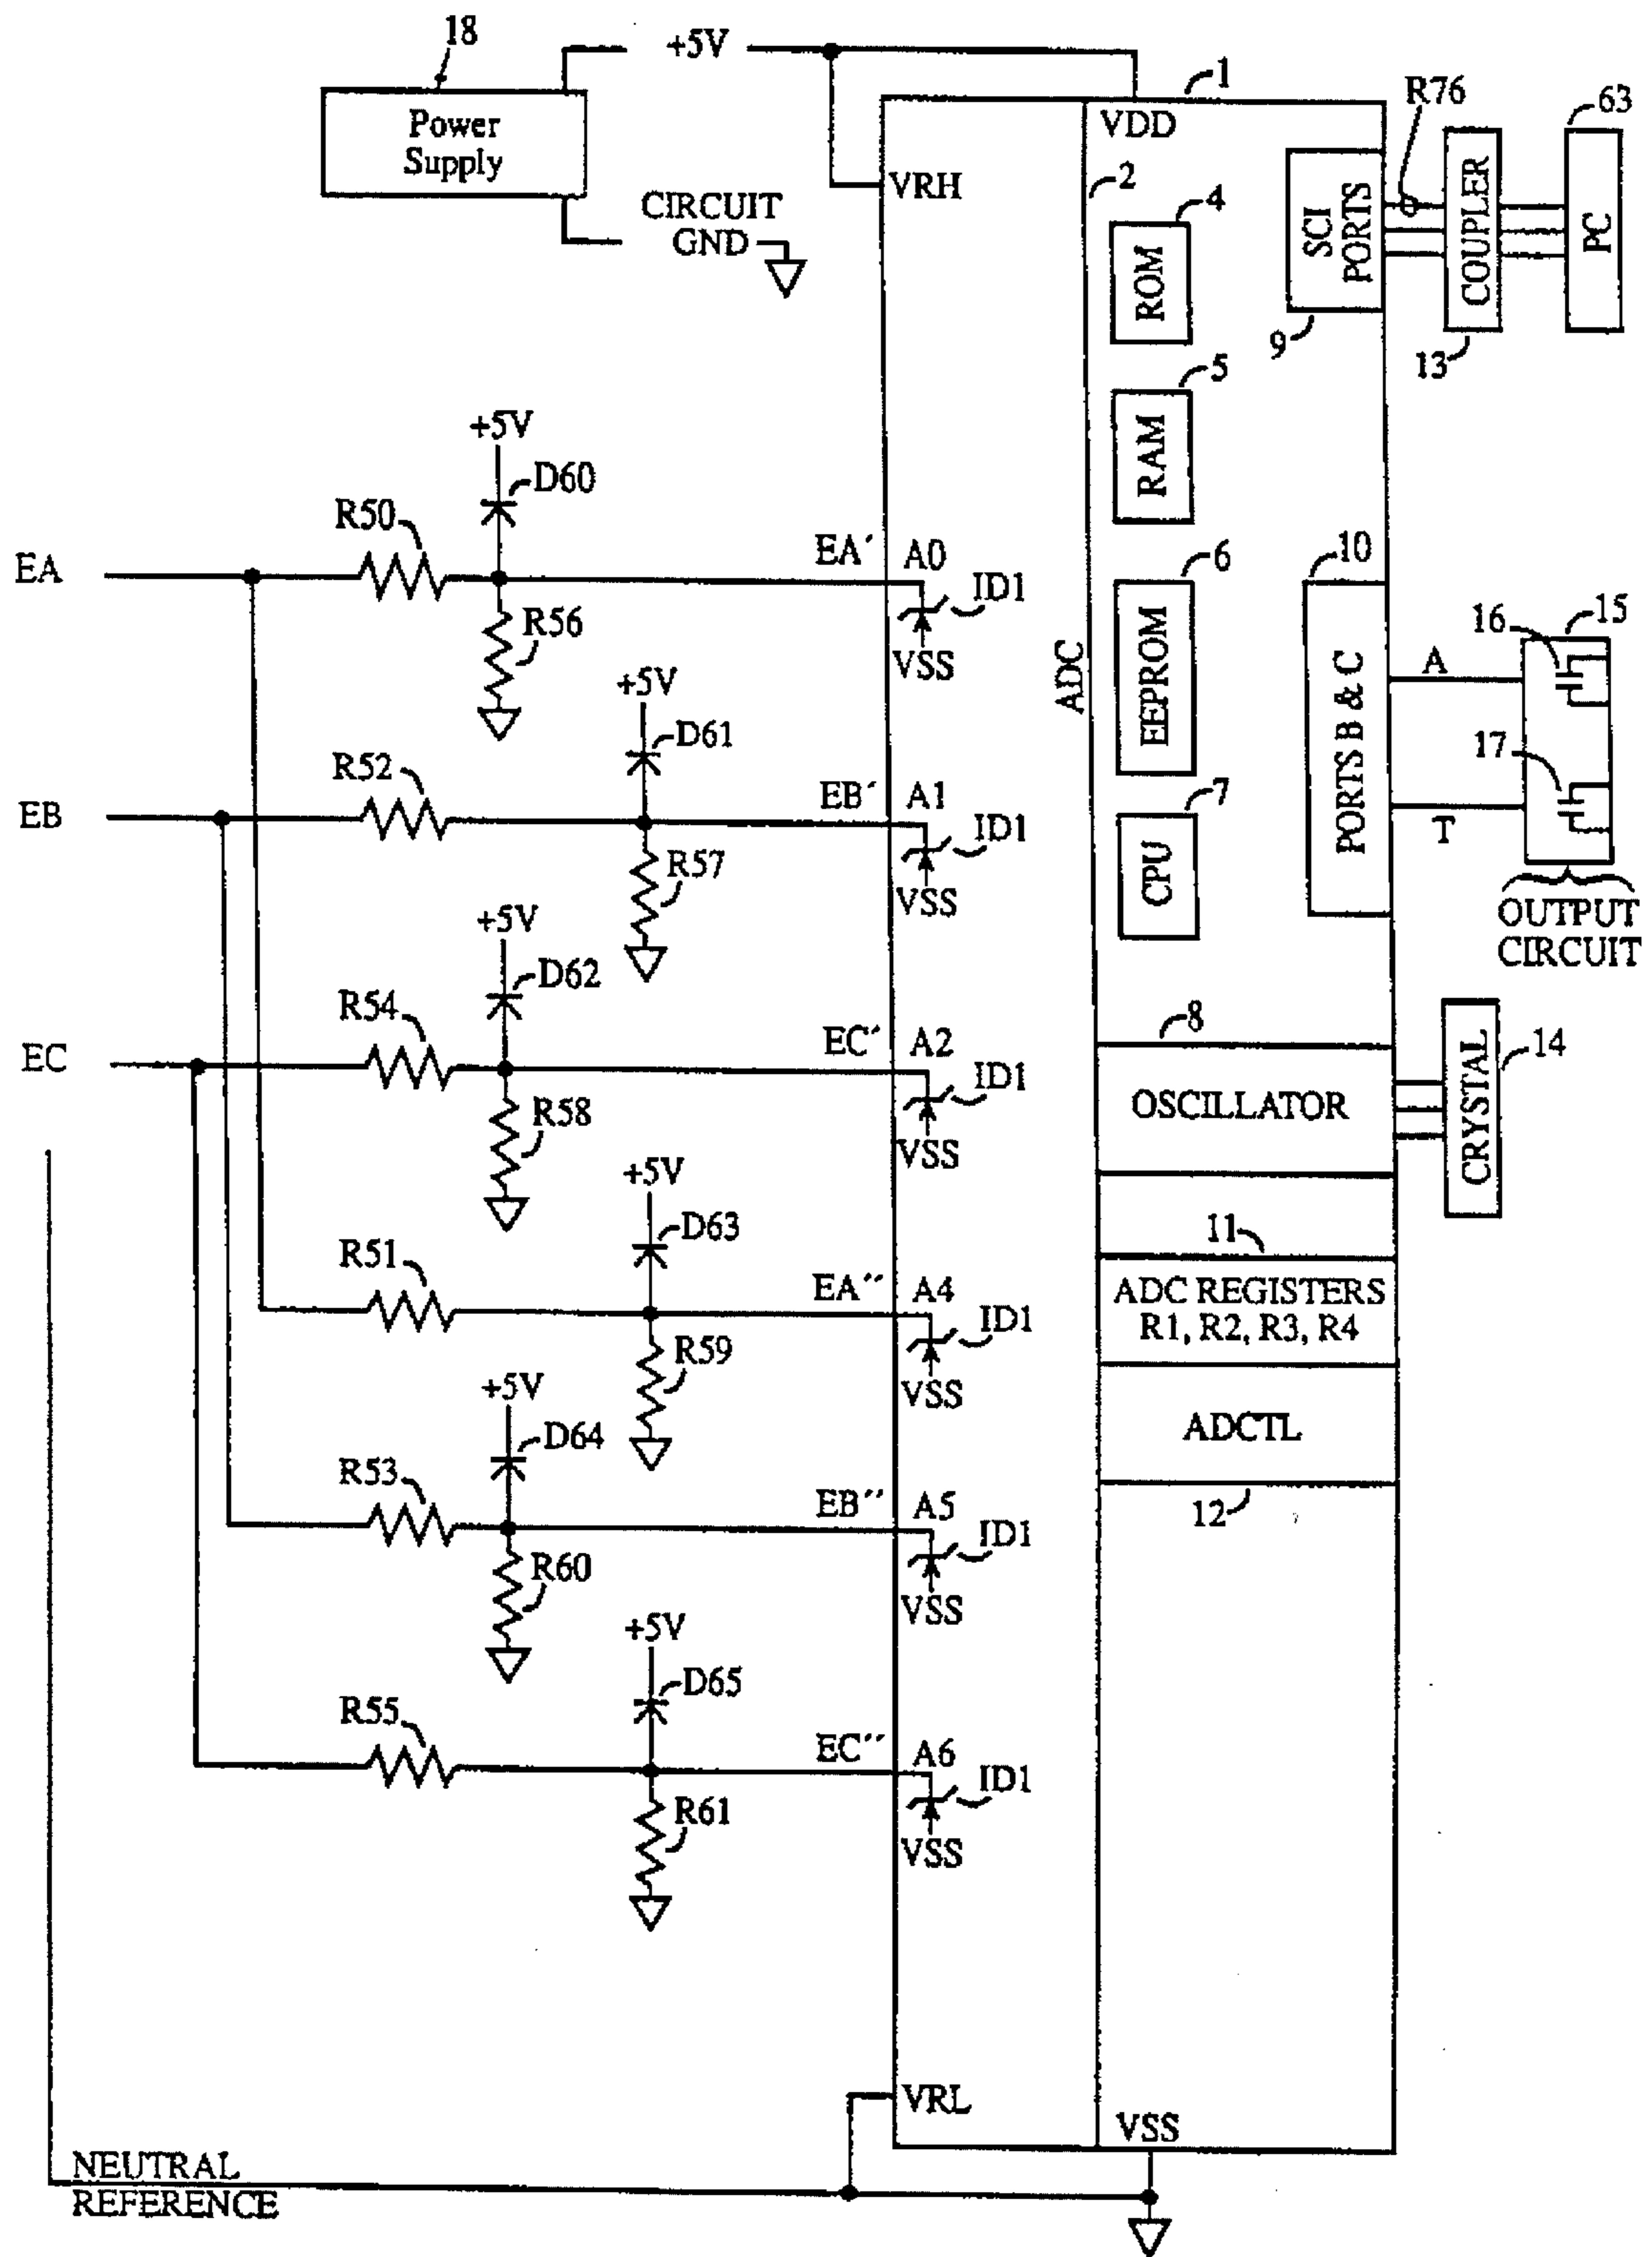 18
+5V
Power
Supply
CIRCUIT
GND
1
VDD
VRH
2
4
ROM
5
RAM
6
EEPROM
7
CPU
ADC
R76
63
SCI
PORTS
COUPLER
PC
9
13
10
PORTS B & C
A
T
16
15
17
OUTPUT
CIRCUIT
8
OSCILLATOR
CRYSTAL
14
11
ADC REGISTERS
R1, R2, R3, R4
ADCTL
12
EA
R50
+5V
D60
R56
EA′
A0
ID1
VSS
EB
R52
+5V
D61
R57
EB′
A1
ID1
VSS
EC
R54
+5V
D62
R58
EC′
A2
ID1
VSS
R51
+5V
D63
R59
EA′′
A4
ID1
VSS
R53
+5V
D64
R60
EB′′
A5
ID1
VSS
R55
+5V
D65
R61
EC′′
A6
ID1
VSS
VRL
VSS
NEUTRAL
REFERENCE